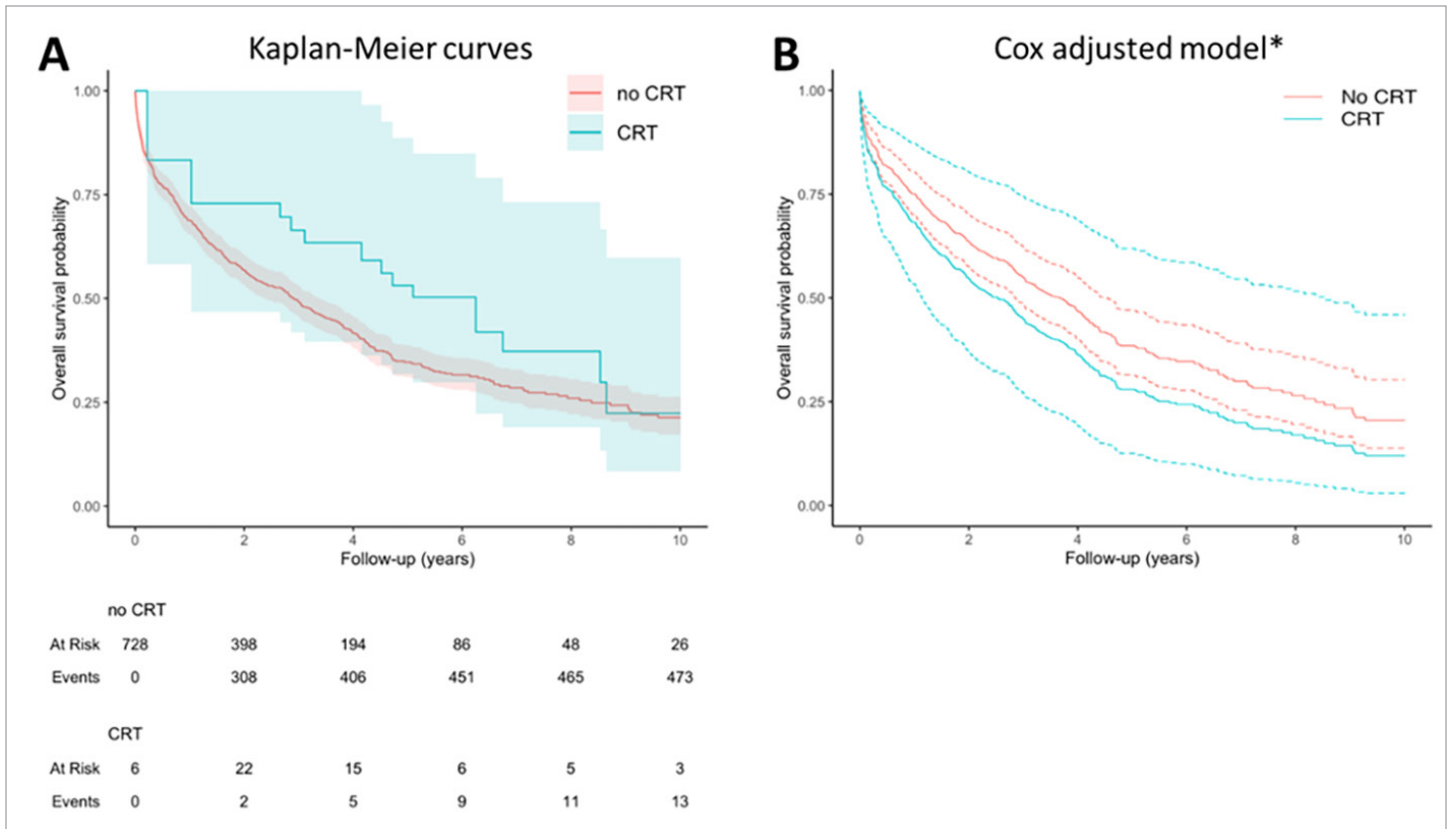 A
Kaplan-Meier curves
no CRT
CRT
1.00
0.75
0.50
0.25
0.00
Overall survival probability
0 2 4 6 8 10
Follow-up (years)
no CRT
At Risk 728 398 194 86 48 26
Events 0 308 406 451 465 473
CRT
At Risk 6 22 15 6 5 3
Events 0 2 5 9 11 13
B
Cox adjusted model*
No CRT
CRT
1.00
0.75
0.50
0.25
0.00
Overall survival probability
0 2 4 6 8 10
Follow-up (years)